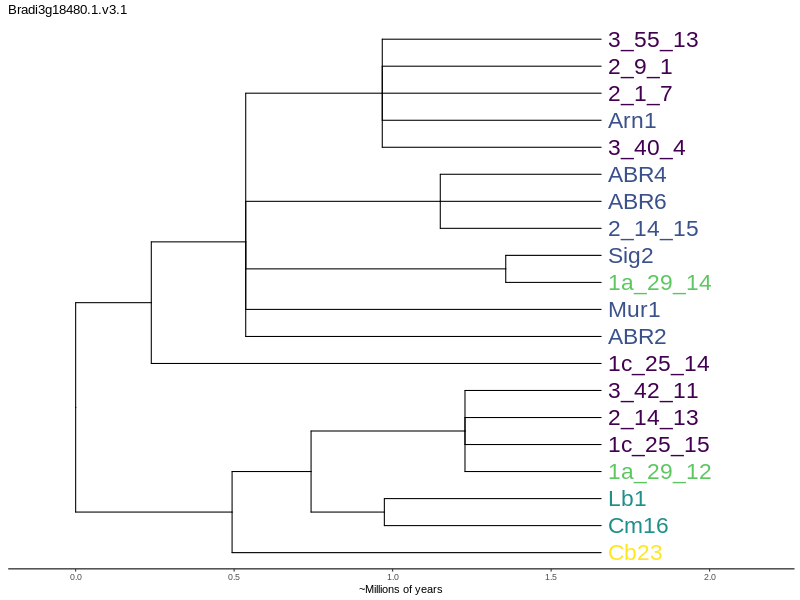 Bradi3g18480.1.v3.1
3_55_13
2_9_1
2_1_7
Arn1
3_40_4
ABR4
ABR6
2_14_15
Sig2
1a_29_14
Mur1
ABR2
1c_25_14
3_42_11
2_14_13
1c_25_15
1a_29_12
Lb1
Cm16
Cb23
0.0 0.5 1.0 1.5 2.0
~Millions of years